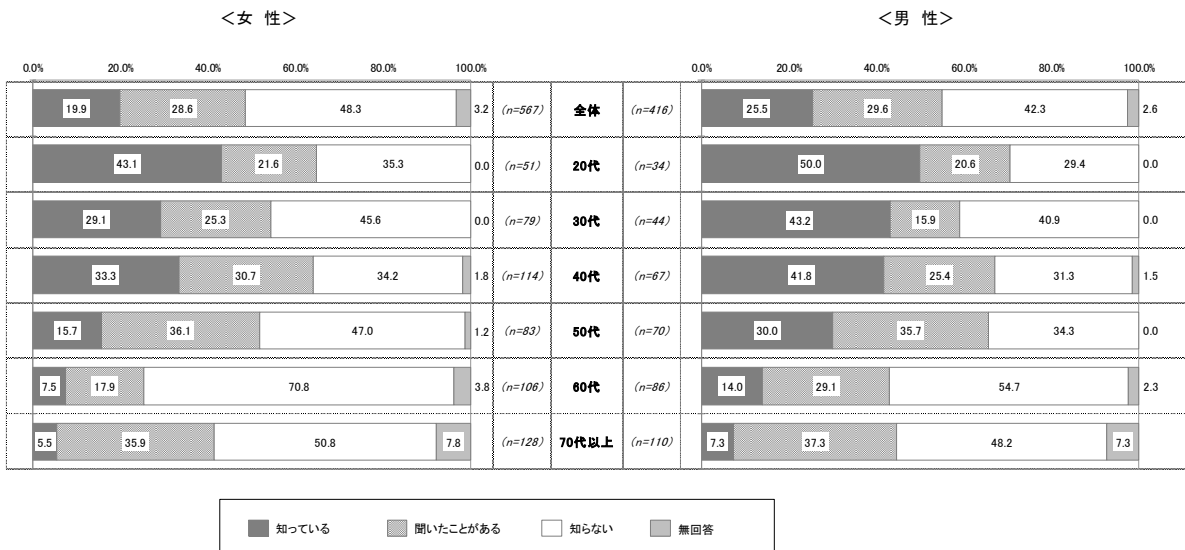 ＜女 性＞ ＜男 性＞
0.0% 20.0% 40.0% 60.0% 80.0% 100.0% 0.0% 20.0% 40.0% 60.0% 80.0% 100.0%
19.9 28.6 48.3 3.2 (n=567) 全体 (n=416) 25.5 29.6 42.3 2.6
43.1 21.6 35.3 0.0 (n=51) 20代 (n=34) 50.0 20.6 29.4 0.0
29.1 25.3 45.6 0.0 (n=79) 30代 (n=44) 43.2 15.9 40.9 0.0
33.3 30.7 34.2 1.8 (n=114) 40代 (n=67) 41.8 25.4 31.3 1.5
15.7 36.1 47.0 1.2 (n=83) 50代 (n=70) 30.0 35.7 34.3 0.0
7.5 17.9 70.8 3.8 (n=106) 60代 (n=86) 14.0 29.1 54.7 2.3
5.5 35.9 50.8 7.8 (n=128) 70代以上 (n=110) 7.3 37.3 48.2 7.3
知っている 聞いたことがある 知らない 無回答